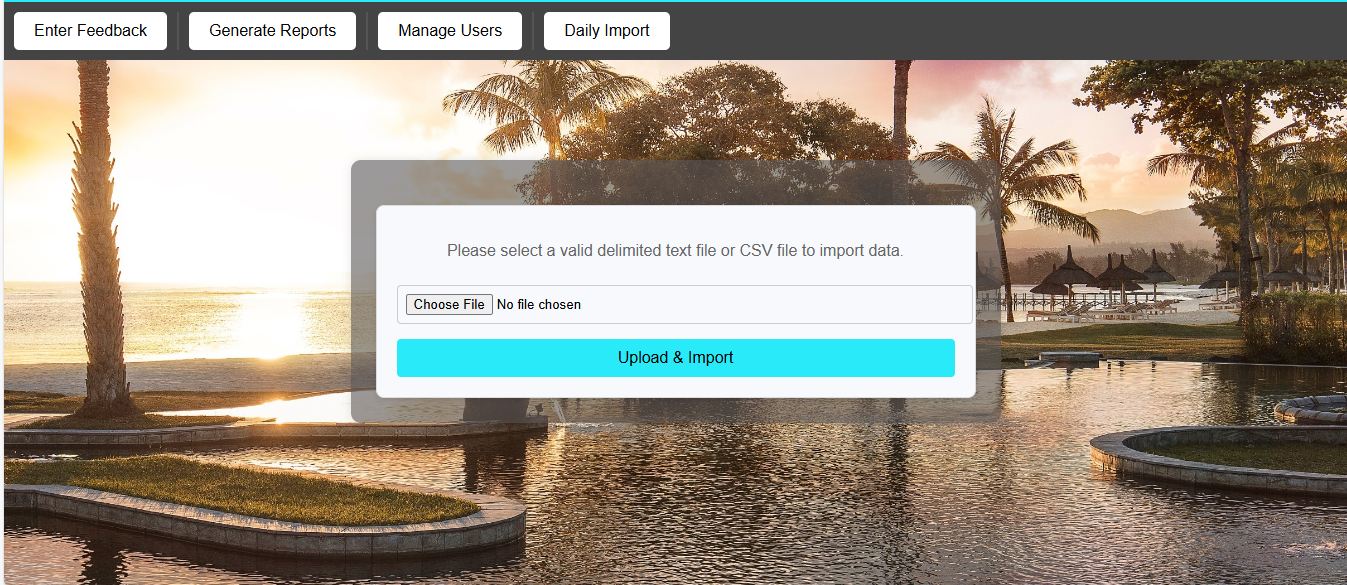 Enter Feedback
Generate Reports
Manage Users
Daily Import
Please select a valid delimited text file or CSV file to import data.
Choose File No file chosen
Upload & Import